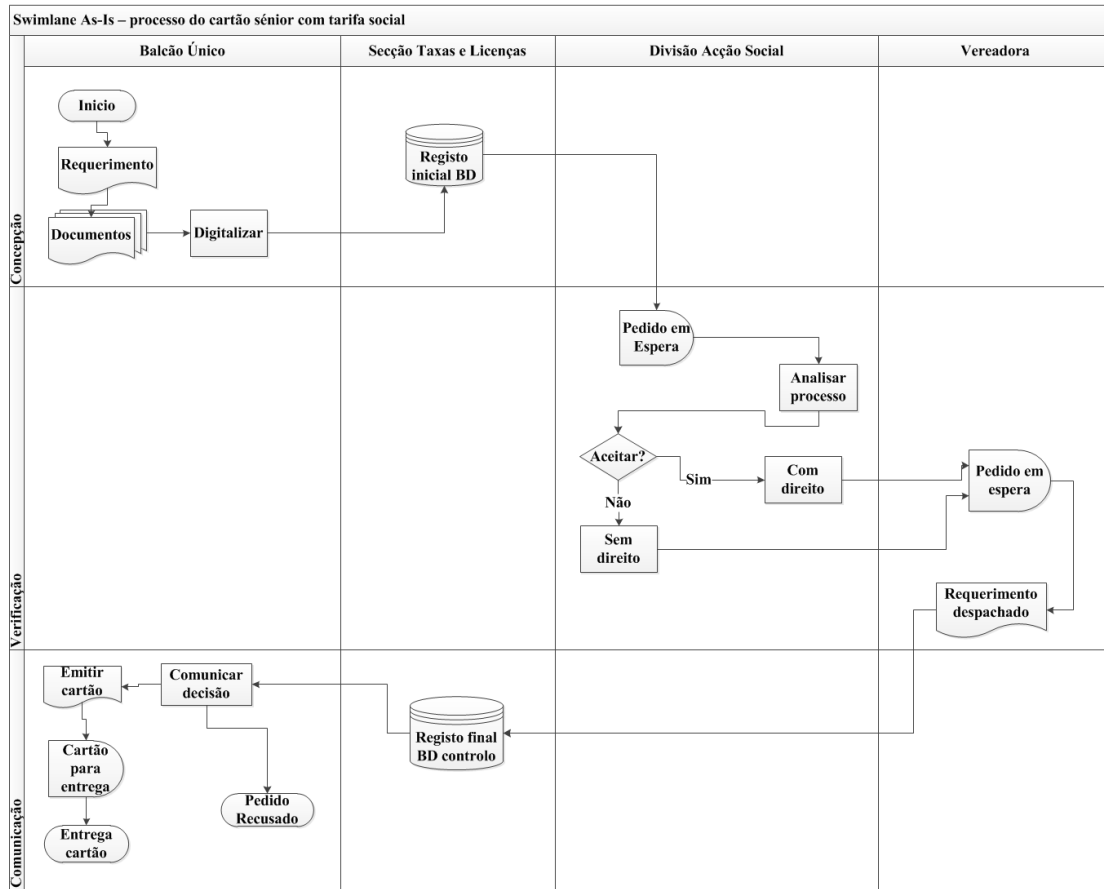 Swimlane As-Is – processo do cartão sénior com tarifa social
Balcão Único
Secção Taxas e Licenças
Divisão Acção Social
Vereadora
Concepção
Inicio
Requerimento
Documentos
Digitalizar
Registo
inicial BD
Verificação
Pedido em
Espera
Analisar
processo
Aceitar?
Sim
Com
direito
Não
Sem
direito
Pedido em
espera
Requerimento
despachado
Comunicação
Emitir
cartão
Comunicar
decisão
Registo final
BD controlo
Cartão
para
entrega
Pedido
Recusado
Entrega
cartão